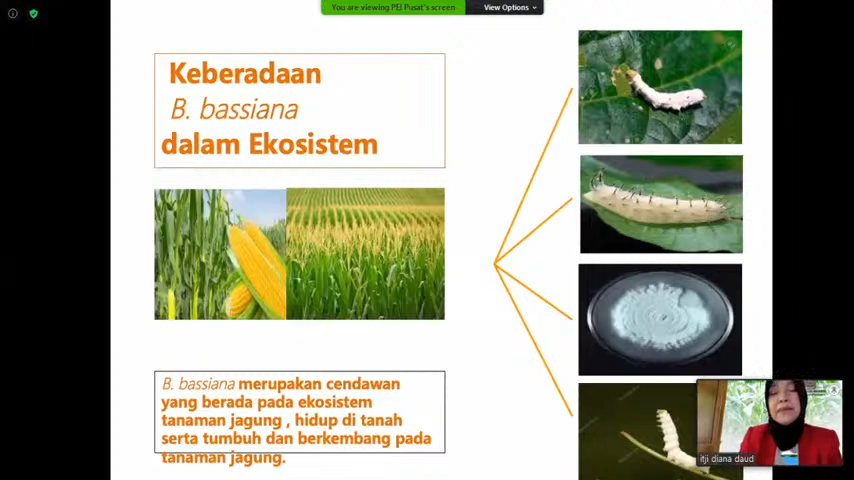 You are viewing PEI Pusat's screen
View Options
Keberadaan
B. bassiana
dalam Ekosistem
B. bassiana merupakan cendawan
yang berada pada ekosistem
tanaman jagung , hidup di tanah
serta tumbuh dan berkembang pada
tanaman jagung.
itji diana daud